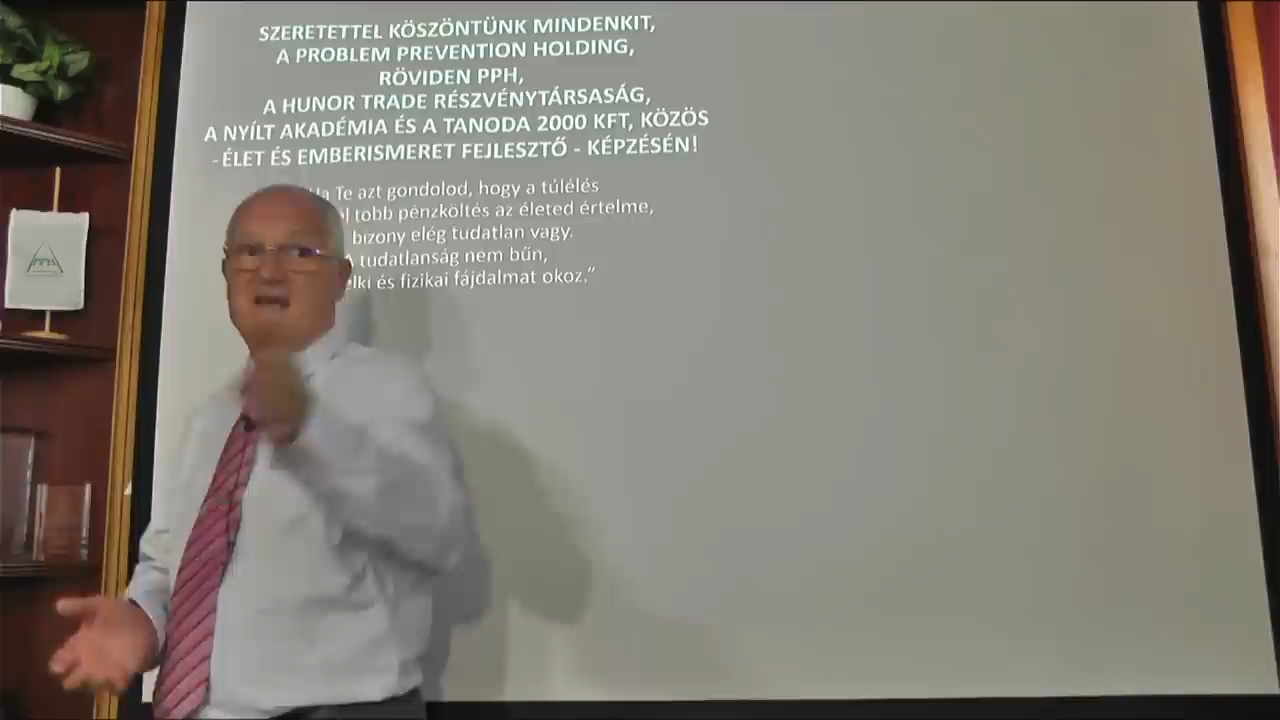 SZERETETTEL KÖSZÖNTÜNK MINDENKIT,
A PROBLEM PREVENTION HOLDING,
RÖVIDEN PPH,
A HUNOR TRADE RÉSZVÉNYTÁRSASÁG,
A NYÍLT AKADÉMIA ÉS A TANODA 2000 KFT, KÖZÖS
- ÉLET ÉS EMBERISMERET FEJLESZTŐ - KÉPZÉSÉN!
Te azt gondolod, hogy a túlélés
tobb pénzköltés az életed értelme,
bizony elég tudatlan vagy.
tudatlanság nem bűn,
és fizikai fájdalmat okoz.”